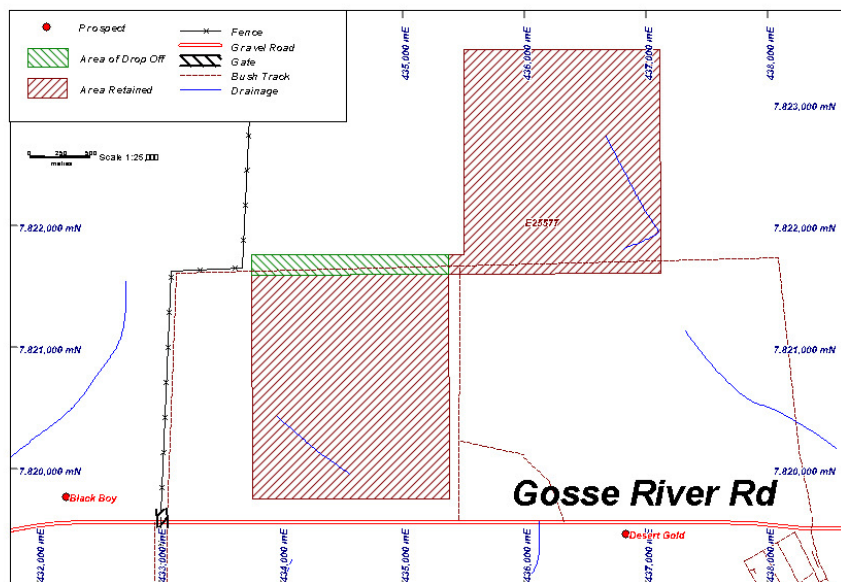 Prospect
Area of Drop Off
Area Retained
Fence
Gravel Road
Gate
Bush Track
Drainage
0 250 500
metres
Scale 1:25,000
435,000 mE
436,000 mE
437,000 mE
438,000 mE
7,823,000 mN
7,822,000 mN
7,822,000 mN
E25577
7,821,000 mN
7,821,000 mN
7,820,000 mN
7,820,000 mN
Black Boy
Gosse River Rd
Desert Gold
432,000 mE
433,000 mE
434,000 mE
435,000 mE
436,000 mE
437,000 mE
438,000 mE